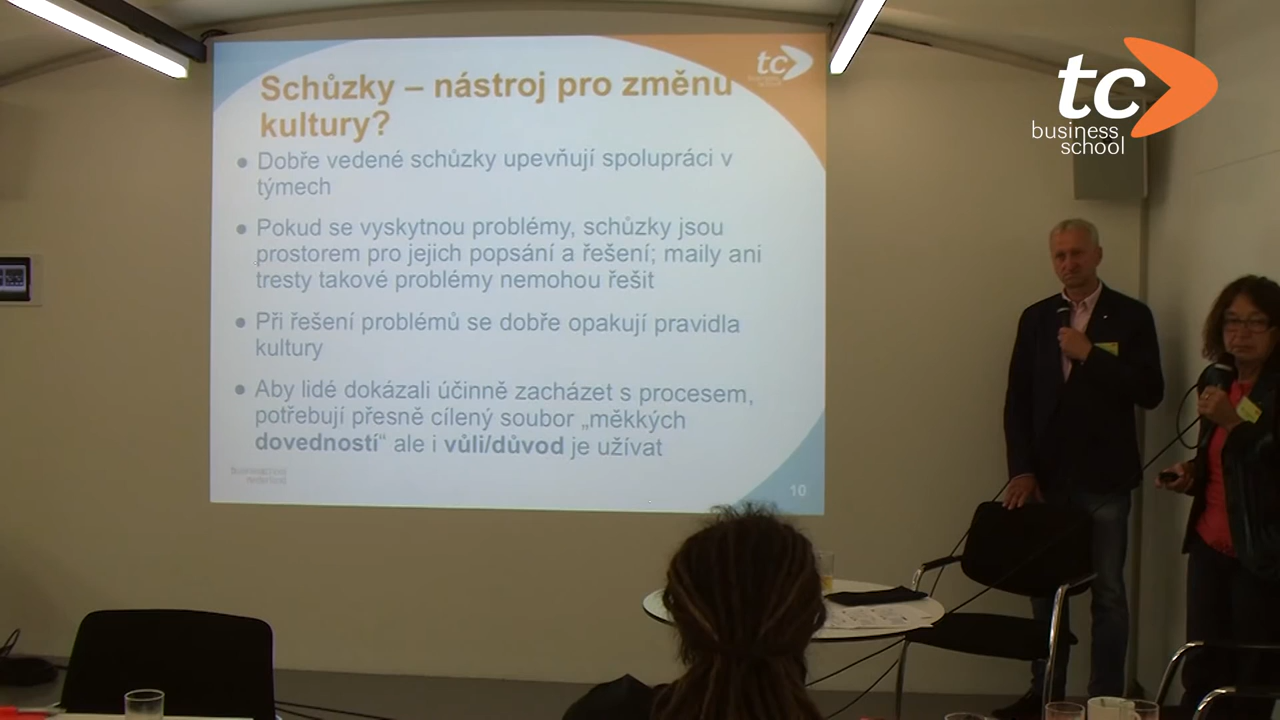 Schůzky – nástroj pro změnu
kultury?
● Dobře vedené schůzky upevňují spolupráci v
týmech
● Pokud se vyskytnou problémy, schůzky jsou
prostorem pro jejich popsání a řešení; maily ani
tresty takové problémy nemohou řešit
● Při řešení problémů se dobře opakují pravidla
kultury
● Aby lidé dokázali účinně zacházet s procesem,
potřebují přesně cílený soubor „měkkých
dovedností“ ale i vůli/důvod je užívat
10
tc
tc
business
school